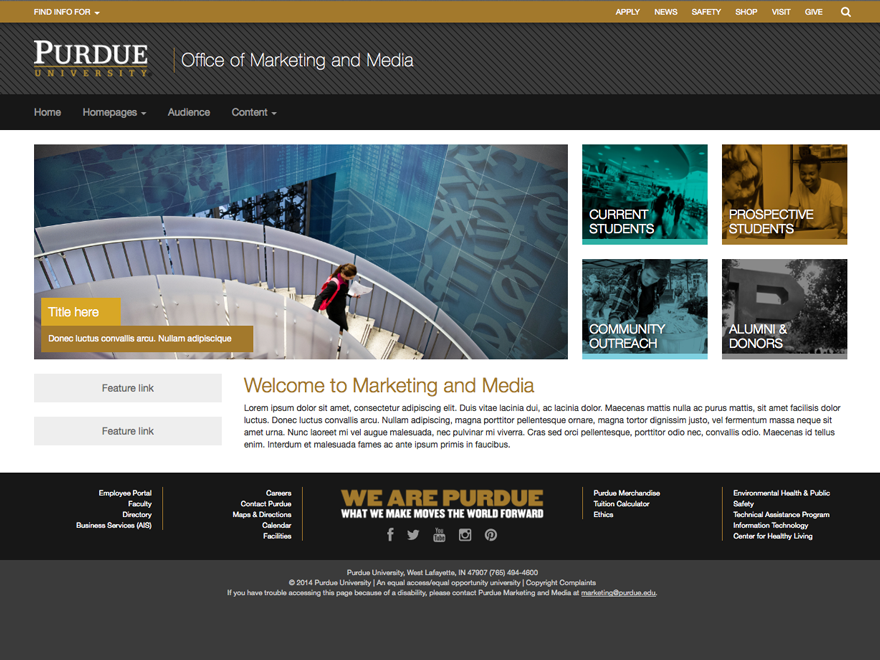 FIND INFO FOR
APPLY NEWS SAFETY SHOP VISIT GIVE
PURDUE
UNIVERSITY
Office of Marketing and Media
Home Homepages Audience Content
Title here
Donec luctus convallis arcu. Nullam adipiscique
CURRENT
STUDENTS
PROSPECTIVE
STUDENTS
COMMUNITY
OUTREACH
ALUMNI &
DONORS
Feature link
Feature link
Welcome to Marketing and Media
Lorem ipsum dolor sit amet, consectetur adipiscing elit. Duis vitae lacinia dui, ac lacinia dolor. Maecenas mattis nulla ac purus mattis, sit amet facilisis dolor
luctus. Donec luctus convallis arcu. Nullam adipiscing, magna porttitor pellentesque ornare, magna tortor dignissim justo, vel fermentum massa neque sit
amet urna. Nunc laoreet mi vel augue malesuada, nec pulvinar mi viverra. Cras sed orci pellentesque, porttitor odio nec, convallis odio. Maecenas id tellus
enim. Interdum et malesuada fames ac ante ipsum primis in faucibus.
Employee Portal
Faculty
Directory
Business Services (AIS)
Careers
Contact Purdue
Maps & Directions
Calendar
Facilities
WE ARE PURDUE
WHAT WE MAKE MOVES THE WORLD FORWARD
You
Tube
Purdue Merchandise
Tuition Calculator
Ethics
Environmental Health & Public
Safety
Technical Assistance Program
Information Technology
Center for Healthy Living
Purdue University, West Lafayette, IN 47907 (765) 494-4600
© 2014 Purdue University | An equal access/equal opportunity university | Copyright Complaints
If you have trouble accessing this page because of a disability, please contact Purdue Marketing and Media at marketing@purdue.edu.